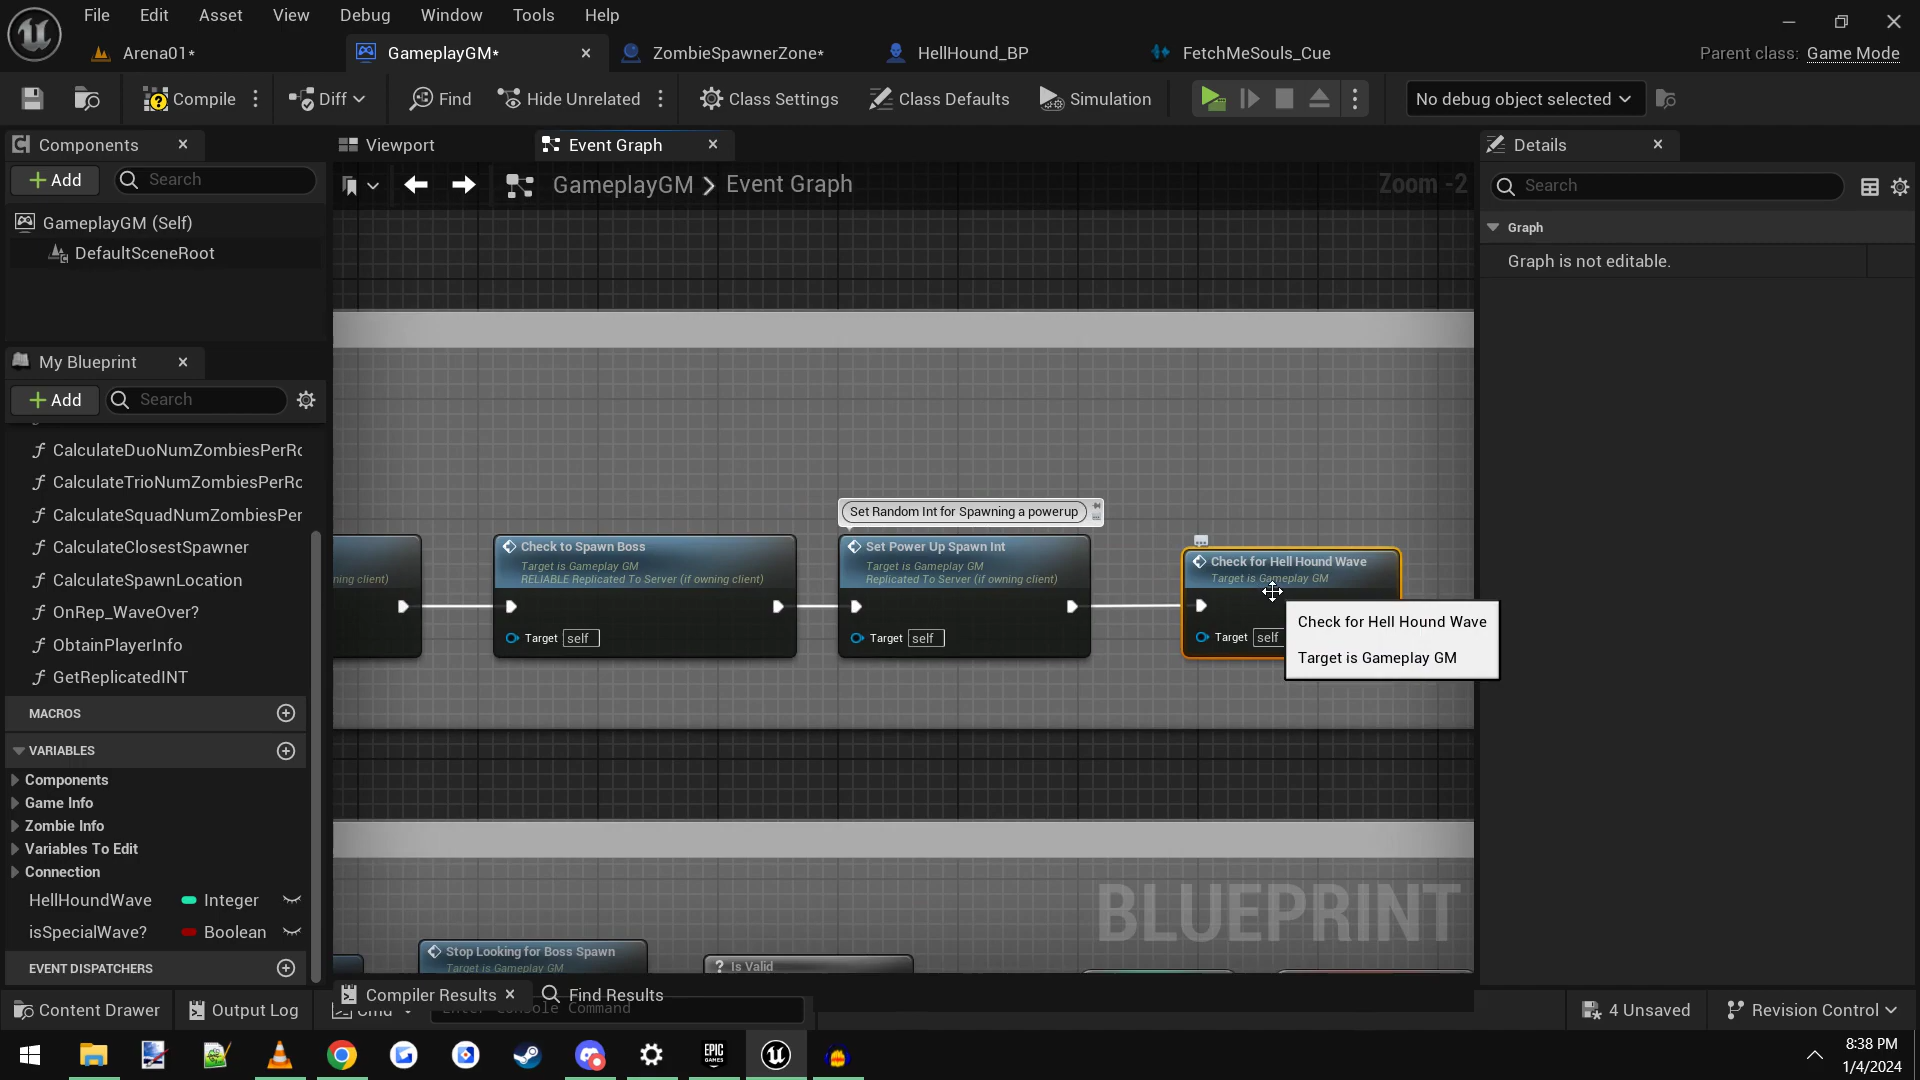 File Edit Asset View Debug Window Tools Help
Arena01* GameplayGM* ZombieSpawnerZone* HellHound_BP FetchMeSouls_Cue Parent class: Game Mode
Compile Diff Find Hide Unrelated Class Settings Class Defaults Simulation No debug object selected
Components Viewport Event Graph Details
Add Search GameplayGM Event Graph Zoom -2 Search
GameplayGM (Self) Graph
DefaultSceneRoot Graph is not editable.
My Blueprint
Add Search
CalculateDuoNumZombiesPerRo
CalculateTrioNumZombiesPerRo
CalculateSquadNumZombiesPer
CalculateClosestSpawner
CalculateSpawnLocation
OnRep_WaveOver?
ObtainPlayerInfo
GetReplicatedINT
MACROS
VARIABLES
Components
Game Info
Zombie Info
Variables To Edit
Connection
HellHoundWave Integer
isSpecialWave? Boolean
EVENT DISPATCHERS
Set Random Int for Spawning a powerup
ning client)
Check to Spawn Boss
Target is Gameplay GM
RELIABLE Replicated To Server (if owning client)
Target self
Set Power Up Spawn Int
Target is Gameplay GM
Replicated To Server (if owning client)
Target self
Check for Hell Hound Wave
Target is Gameplay GM
Target self
Check for Hell Hound Wave
Target is Gameplay GM
BLUEPRINT
Stop Looking for Boss Spawn
Target is Gameplay GM
? Is Valid
Compiler Results Find Results
Content Drawer Output Log Cmd Enter Console Command 4 Unsaved Revision Control
EPIC GAMES
8:38 PM
1/4/2024